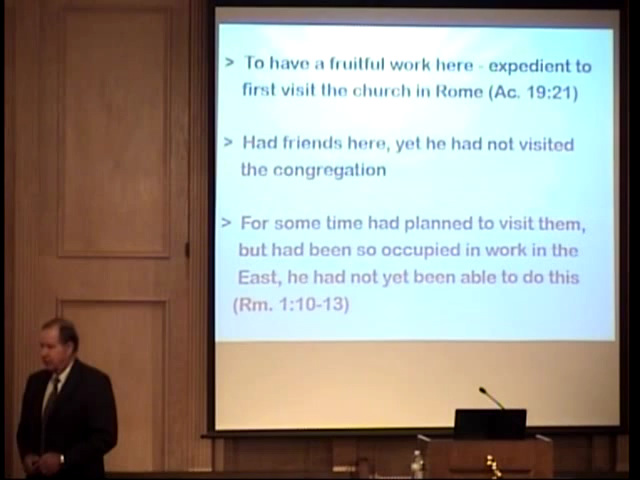 > To have a fruitful work here - expedient to
first visit the church in Rome (Ac. 19:21)
> Had friends here, yet he had not visited
the congregation
> For some time had planned to visit them,
but had been so occupied in work in the
East, he had not yet been able to do this
(Rm. 1:10-13)